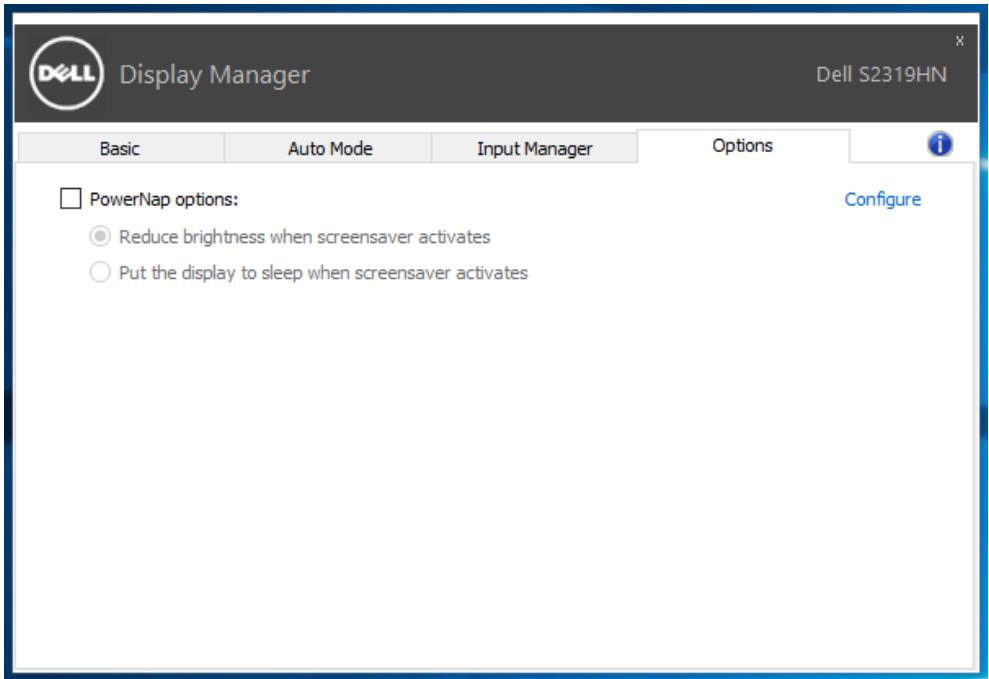 x
DELL Display Manager Dell S2319HN
Basic Auto Mode Input Manager Options i
PowerNap options: Configure
Reduce brightness when screensaver activates
Put the display to sleep when screensaver activates